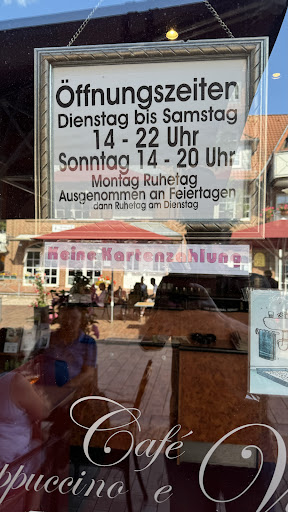 Öffnungszeiten
Dienstag bis Samstag
14 - 22 Uhr
Sonntag 14 - 20 Uhr
Montag Ruhetag
Ausgenommen an Feiertagen
dann Ruhetag am Dienstag
Keine Kartenzahlung
Café
ppuccino e V